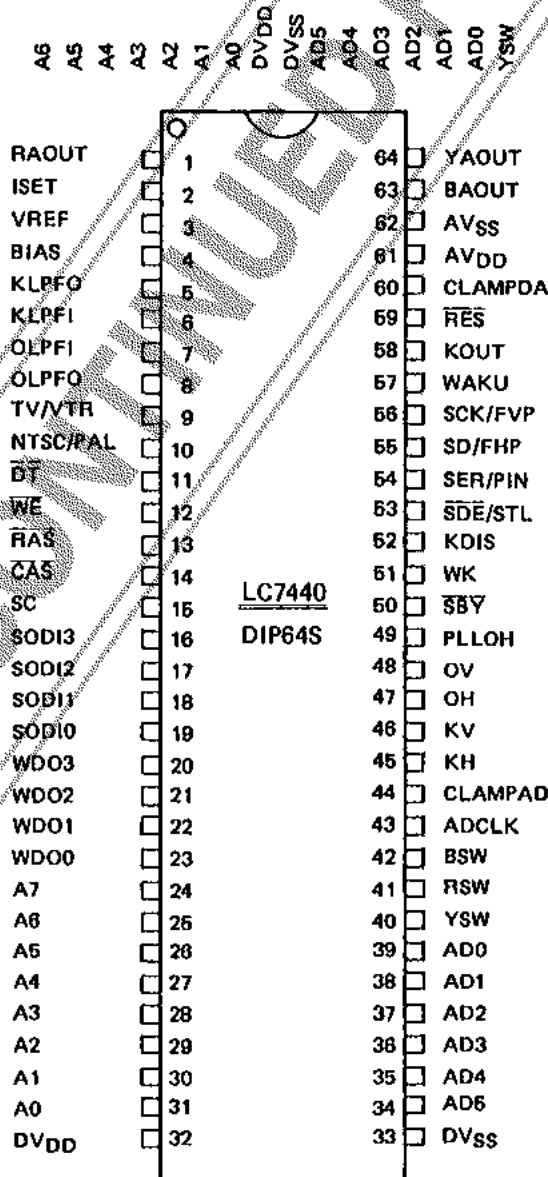 A6 A5 A4 A3 A2 A1 A0 DVDD DVSS AD5 AD4 AD3 AD2 AD1 AD0 YSW
ONTINUED
RAOUT 1 64 YAOUT
ISET 2 63 BAOUT
VREF 3 62 AVSS
BIAS 4 61 AVDD
KLPFO 5 60 CLAMPDA
KLPFI 6 59 RES
OLPFI 7 58 KOUT
OLPFO 8 57 WAKU
TV/VTR 9 56 SCK/FVP
NTSC/PAL 10 55 SD/FHP
DT 11 54 SER/PIN
WE 12 53 SDE/STL
RAS 13 52 KDIS
CAS 14 51 WK
SC 15 50 SBY
SODI3 16 49 PLLOH
SODI2 17 48 OV
SODI1 18 47 OH
SODI0 19 46 KV
WDO3 20 45 KH
WDO2 21 44 CLAMPAD
WDO1 22 43 ADCLK
WDO0 23 42 BSW
A7 24 41 RSW
A6 25 40 YSW
A5 26 39 AD0
A4 27 38 AD1
A3 28 37 AD2
A2 29 36 AD3
A1 30 35 AD4
A0 31 34 AD5
DVDD 32 33 DVSS
LC7440
DIP64S